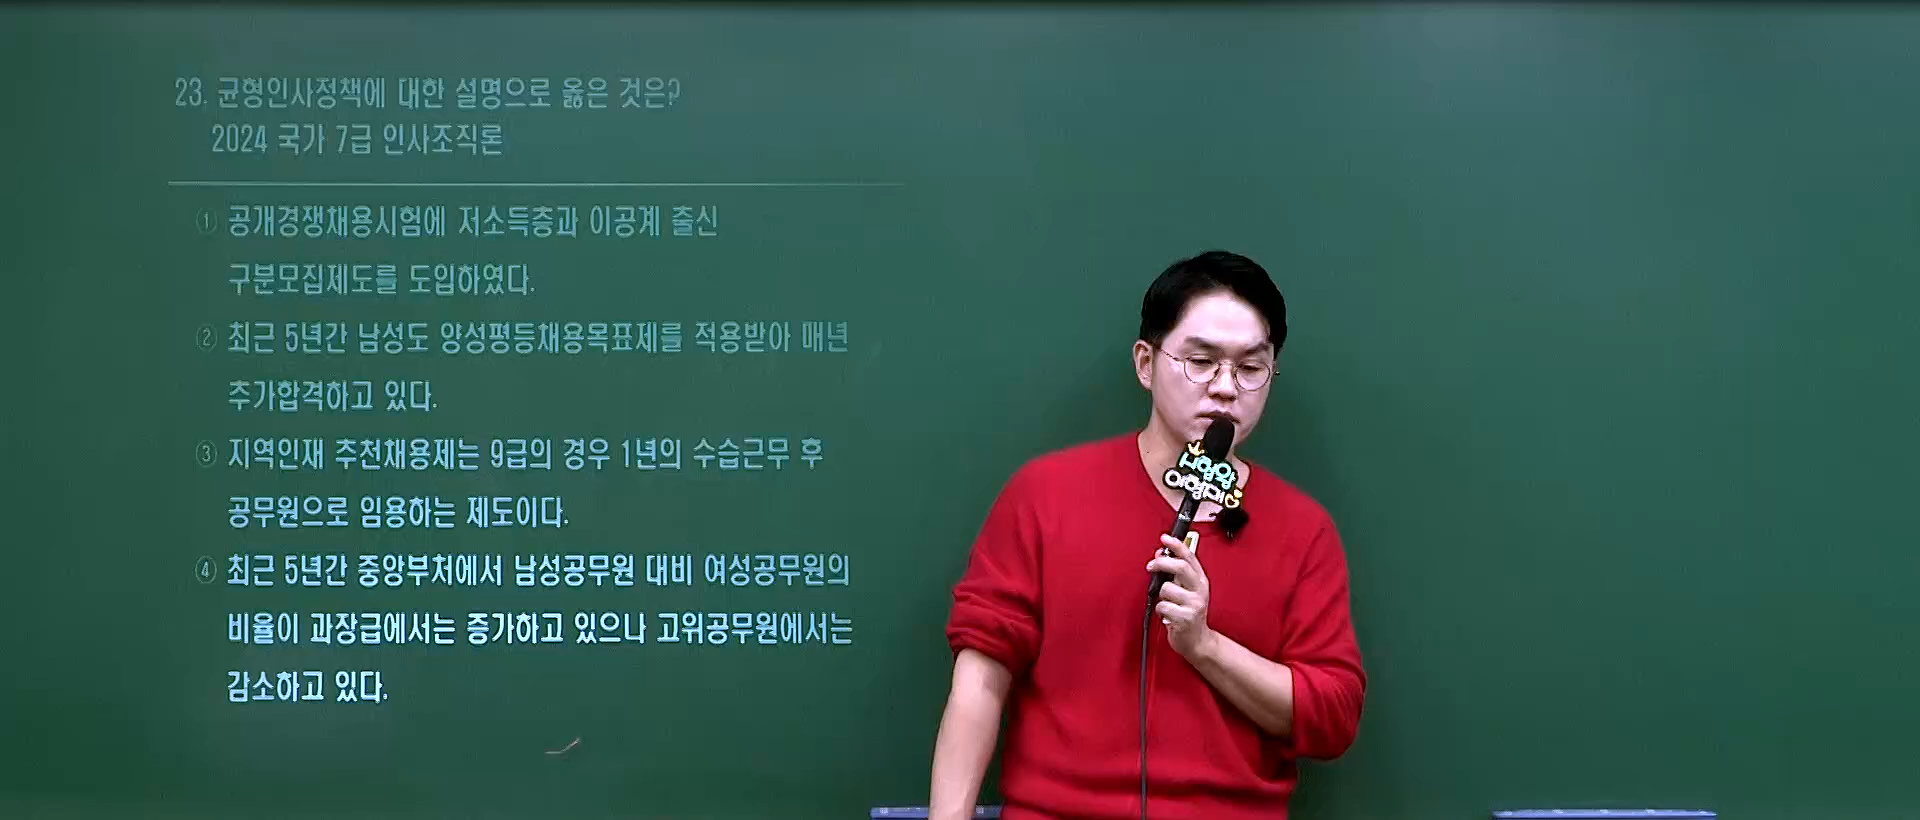 23. 균형인사정책에 대한 설명으로 옳은 것은?
2024 국가 7급 인사조직론
① 공개경쟁채용시험에 저소득층과 이공계 출신
구분모집제도를 도입하였다.
② 최근 5년간 남성도 양성평등채용목표제를 적용받아 매년
추가합격하고 있다.
③ 지역인재 추천채용제는 9급의 경우 1년의 수습근무 후
공무원으로 임용하는 제도이다.
④ 최근 5년간 중앙부처에서 남성공무원 대비 여성공무원의
비율이 과장급에서는 증가하고 있으나 고위공무원에서는
감소하고 있다.